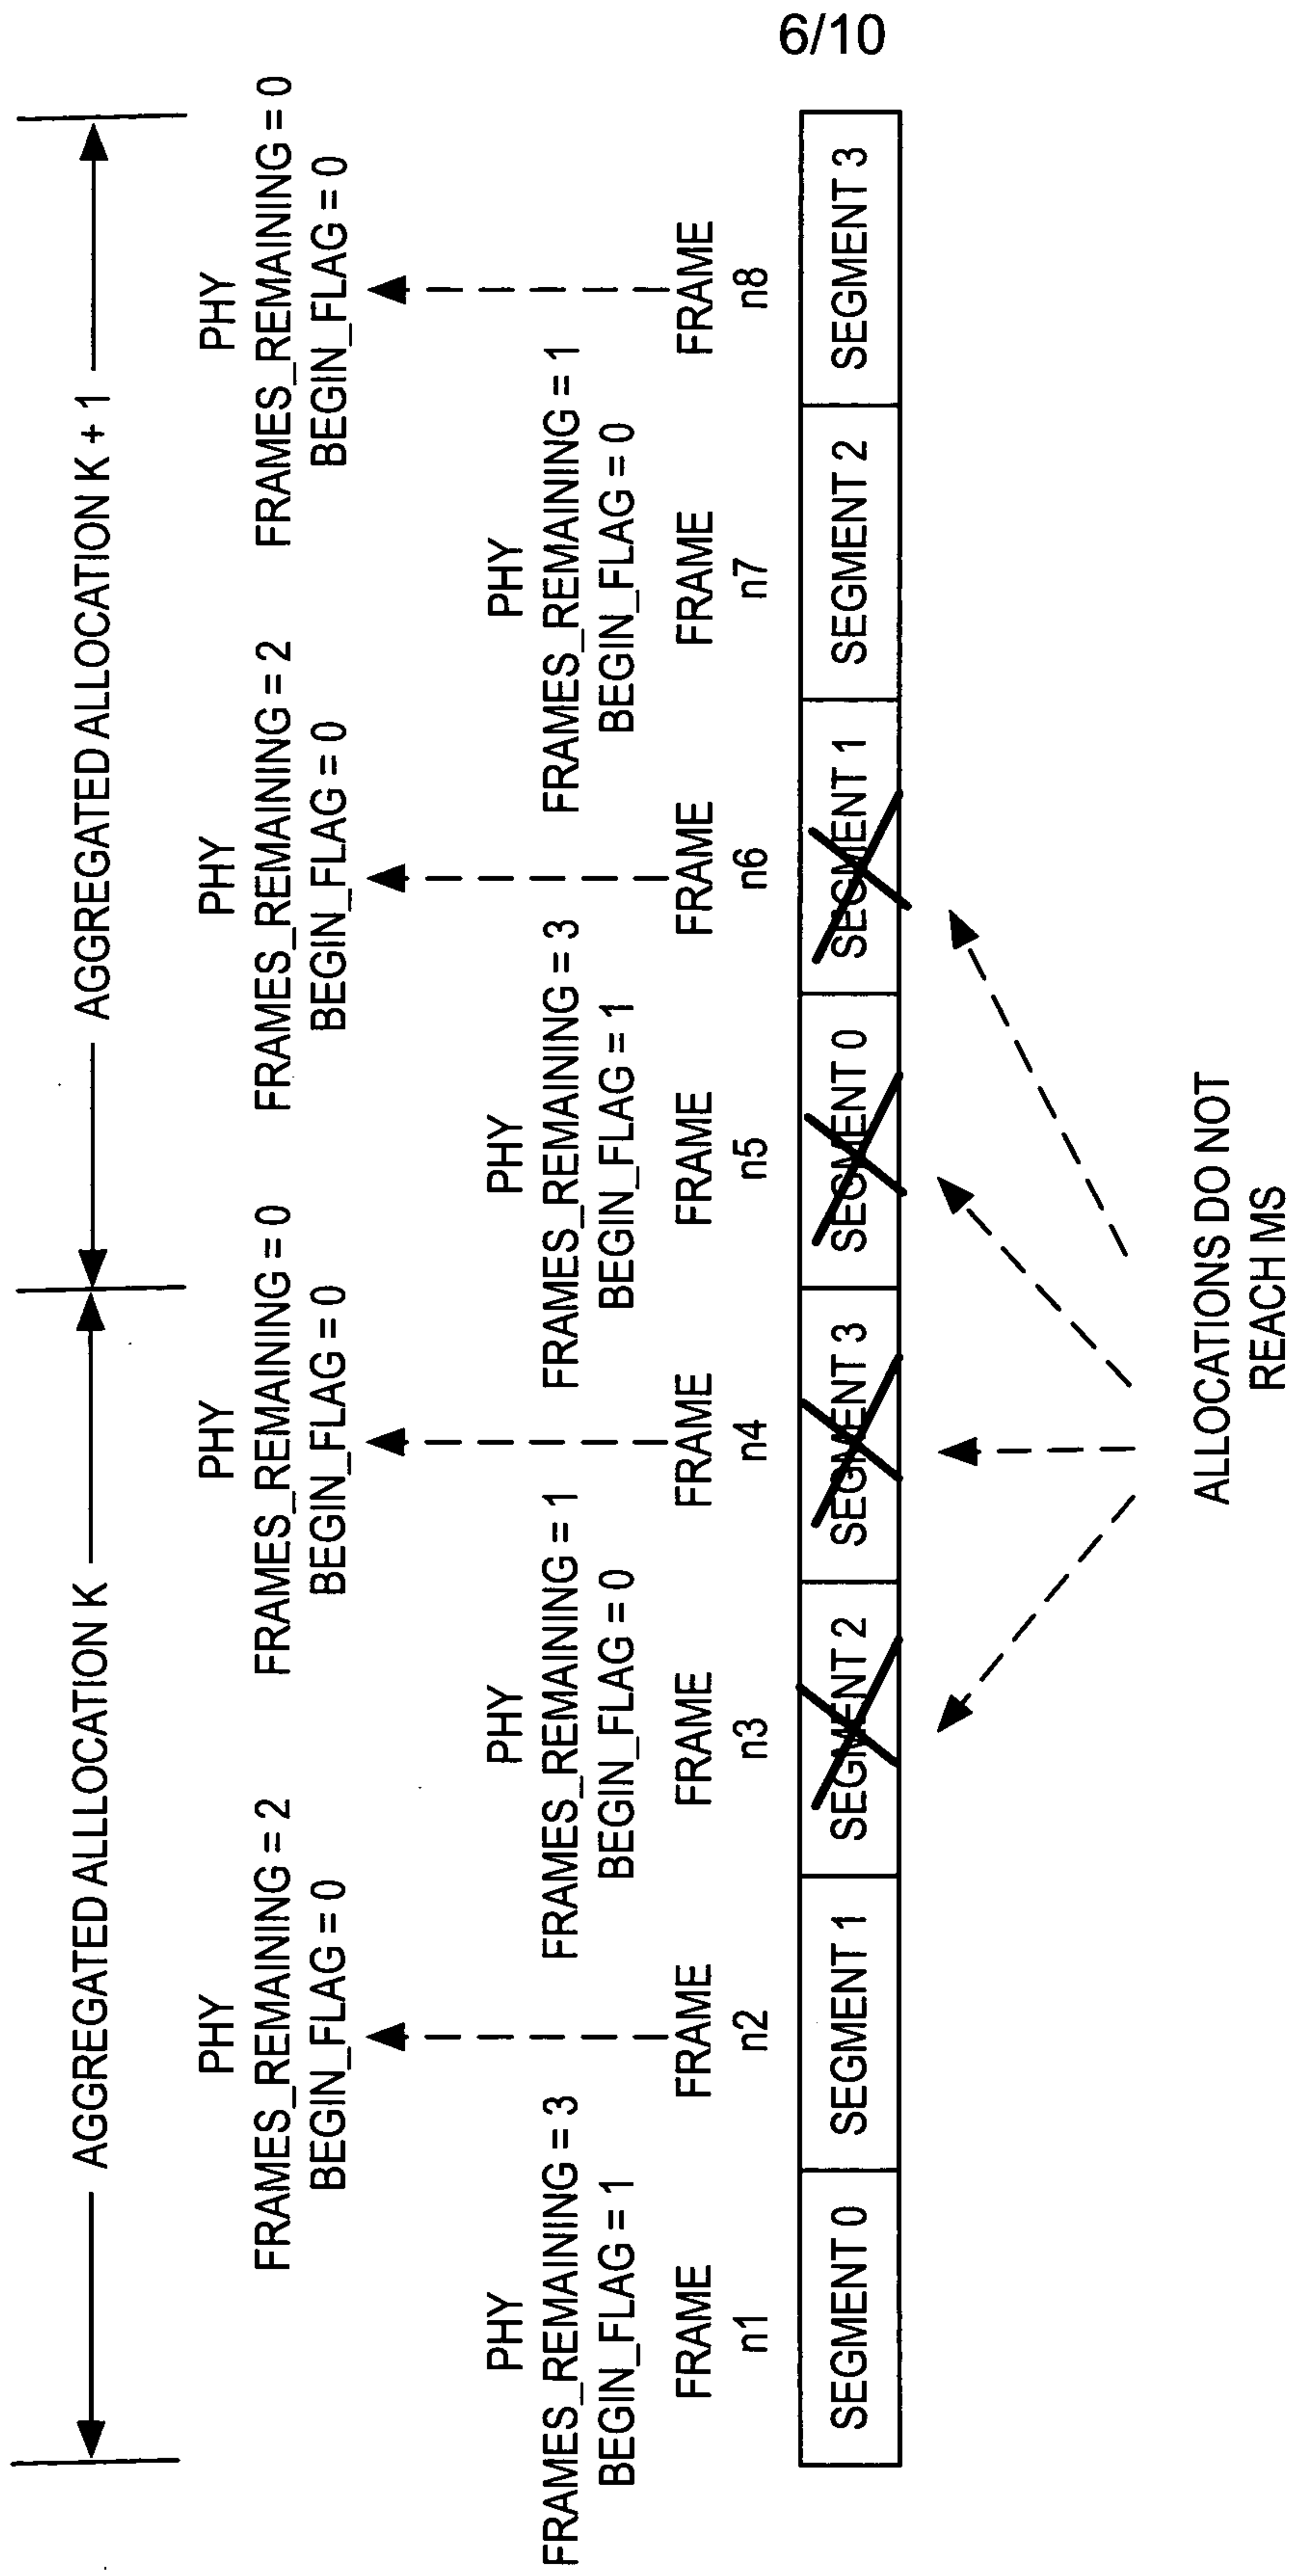 6/10
AGGREGATED ALLLOCATION K
AGGREGATED ALLOCATION K + 1
PHY
FRAMES_REMAINING = 2
BEGIN_FLAG = 0
PHY
FRAMES_REMAINING = 0
BEGIN_FLAG = 0
PHY
FRAMES_REMAINING = 2
BEGIN_FLAG = 0
PHY
FRAMES_REMAINING = 0
BEGIN_FLAG = 0
PHY
FRAMES_REMAINING = 3
BEGIN_FLAG = 1
PHY
FRAMES_REMAINING = 1
BEGIN_FLAG = 0
PHY
FRAMES_REMAINING = 3
BEGIN_FLAG = 1
PHY
FRAMES_REMAINING = 1
BEGIN_FLAG = 0
FRAME
n1
FRAME
n2
FRAME
n3
FRAME
n4
FRAME
n5
FRAME
n6
FRAME
n7
FRAME
n8
SEGMENT 0
SEGMENT 1
SEGMENT 2
SEGMENT 3
SEGMENT 0
SEGMENT 1
SEGMENT 2
SEGMENT 3
ALLOCATIONS DO NOT
REACH MS